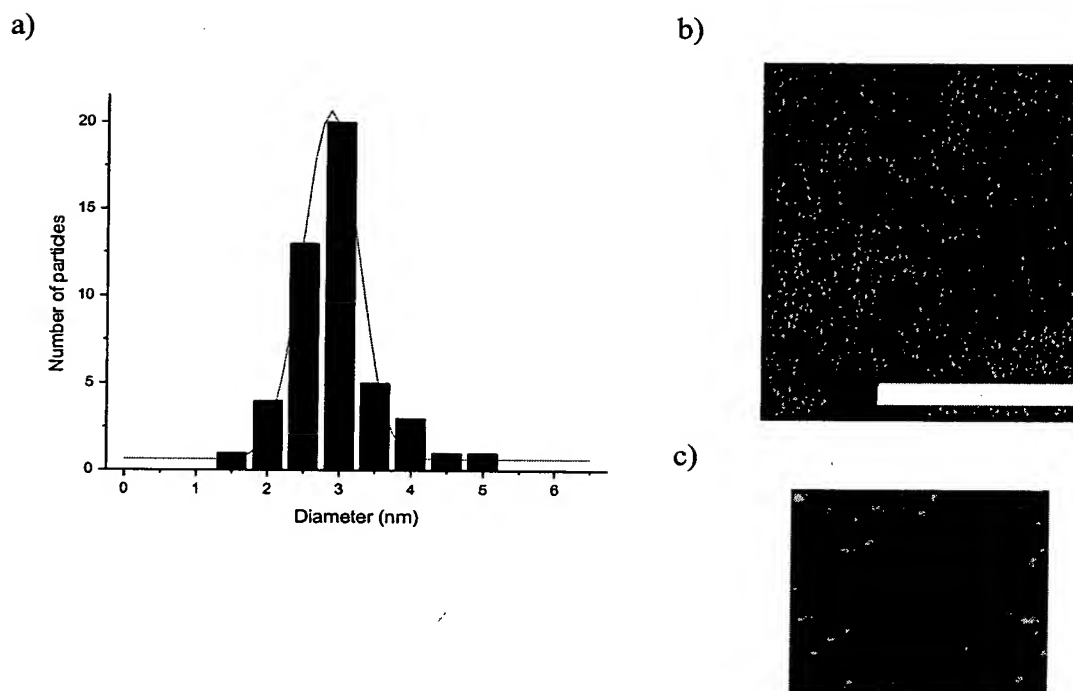 a)
b)
20
15
10
5
0
Number of particles
0 1 2 3 4 5 6
Diameter (nm)
c)